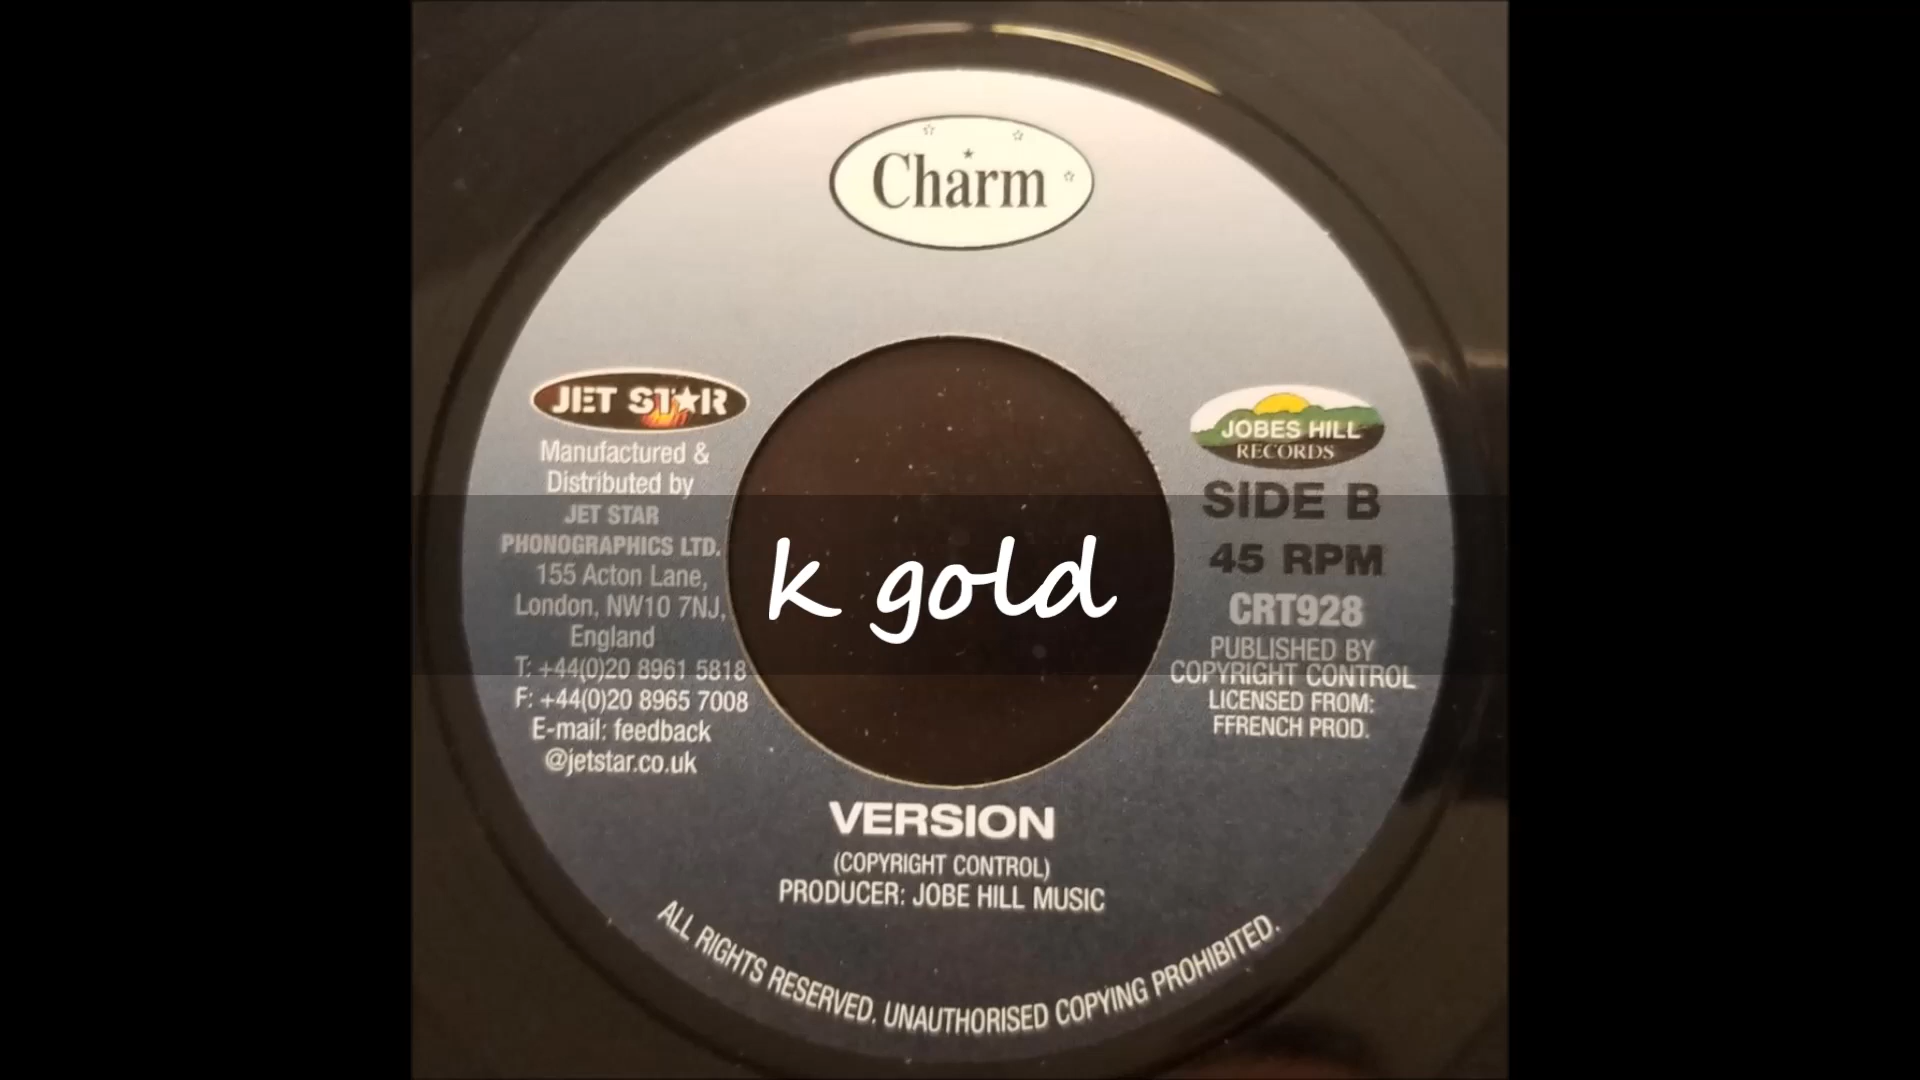 Charm
JET STAR
Manufactured &
Distributed by
JET STAR
PHONOGRAPHICS LTD.
155 Acton Lane,
London, NW10 7NJ,
England
T: +44(0)20 8961 5818
F: +44(0)20 8965 7008
E-mail: feedback
@jetstar.co.uk
k gold
JOBES HILL
RECORDS
SIDE B
45 RPM
CRT928
PUBLISHED BY
COPYRIGHT CONTROL
LICENSED FROM:
FFRENCH PROD.
VERSION
(COPYRIGHT CONTROL)
PRODUCER: JOBE HILL MUSIC
ALL RIGHTS RESERVED. UNAUTHORISED COPYING PROHIBITED.